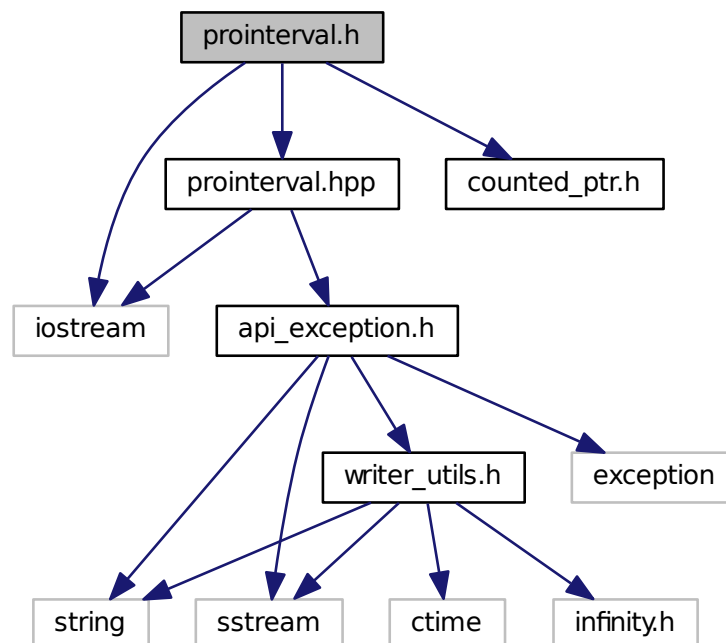 prointerval.h
prointerval.hpp
counted_ptr.h
iostream
api_exception.h
writer_utils.h
exception
string
sstream
ctime
infinity.h